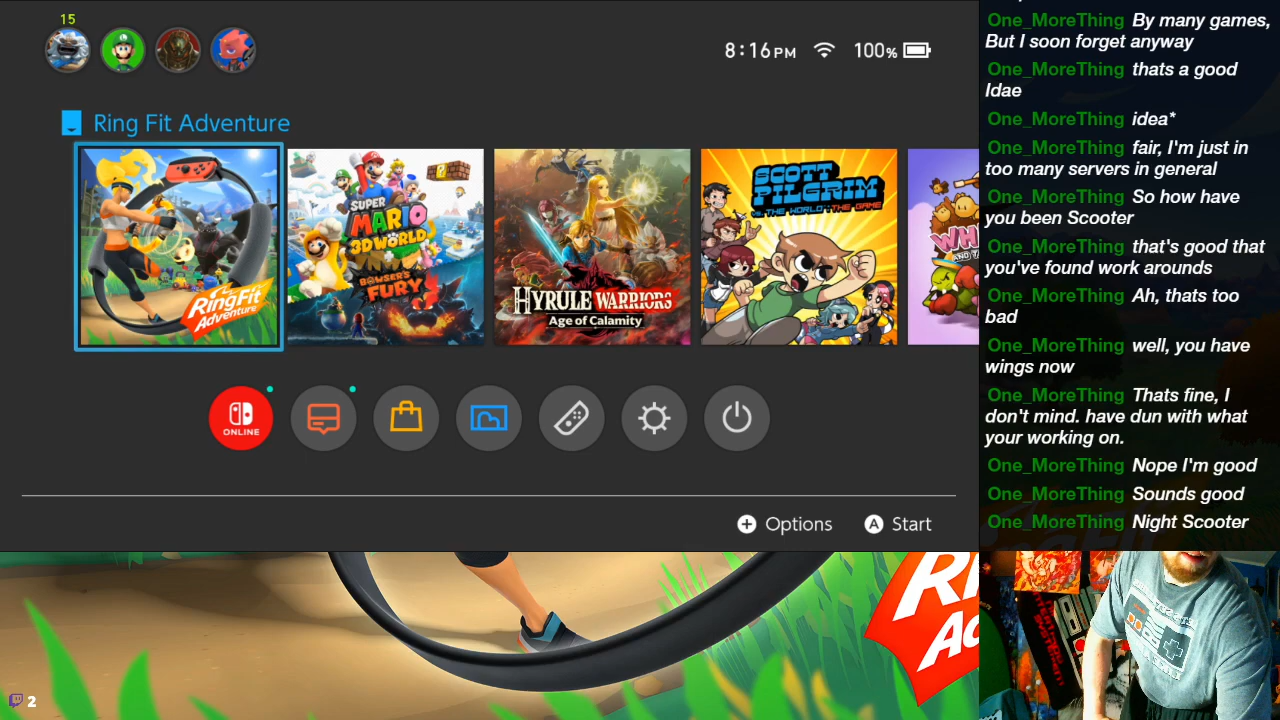 15
8:16 PM
100%
Ring Fit Adventure
RingFit
Adventure
SUPER
MARIO
3D WORLD
BOWSER'S
FURY
HYRULE WARRIORS
Age of Calamity
SCOTT
PILGRIM
VS. THE WORLD THE GAME
WH
ONLINE
Options
A Start
2
One_MoreThing By many games,
But I soon forget anyway
One_MoreThing thats a good
Idae
One_MoreThing idea*
One_MoreThing fair, I'm just in
too many servers in general
One_MoreThing So how have
you been Scooter
One_MoreThing that's good that
you've found work arounds
One_MoreThing Ah, thats too
bad
One_MoreThing well, you have
wings now
One_MoreThing Thats fine, I
don't mind. have dun with what
your working on.
One_MoreThing Nope I'm good
One_MoreThing Sounds good
One_MoreThing Night Scooter